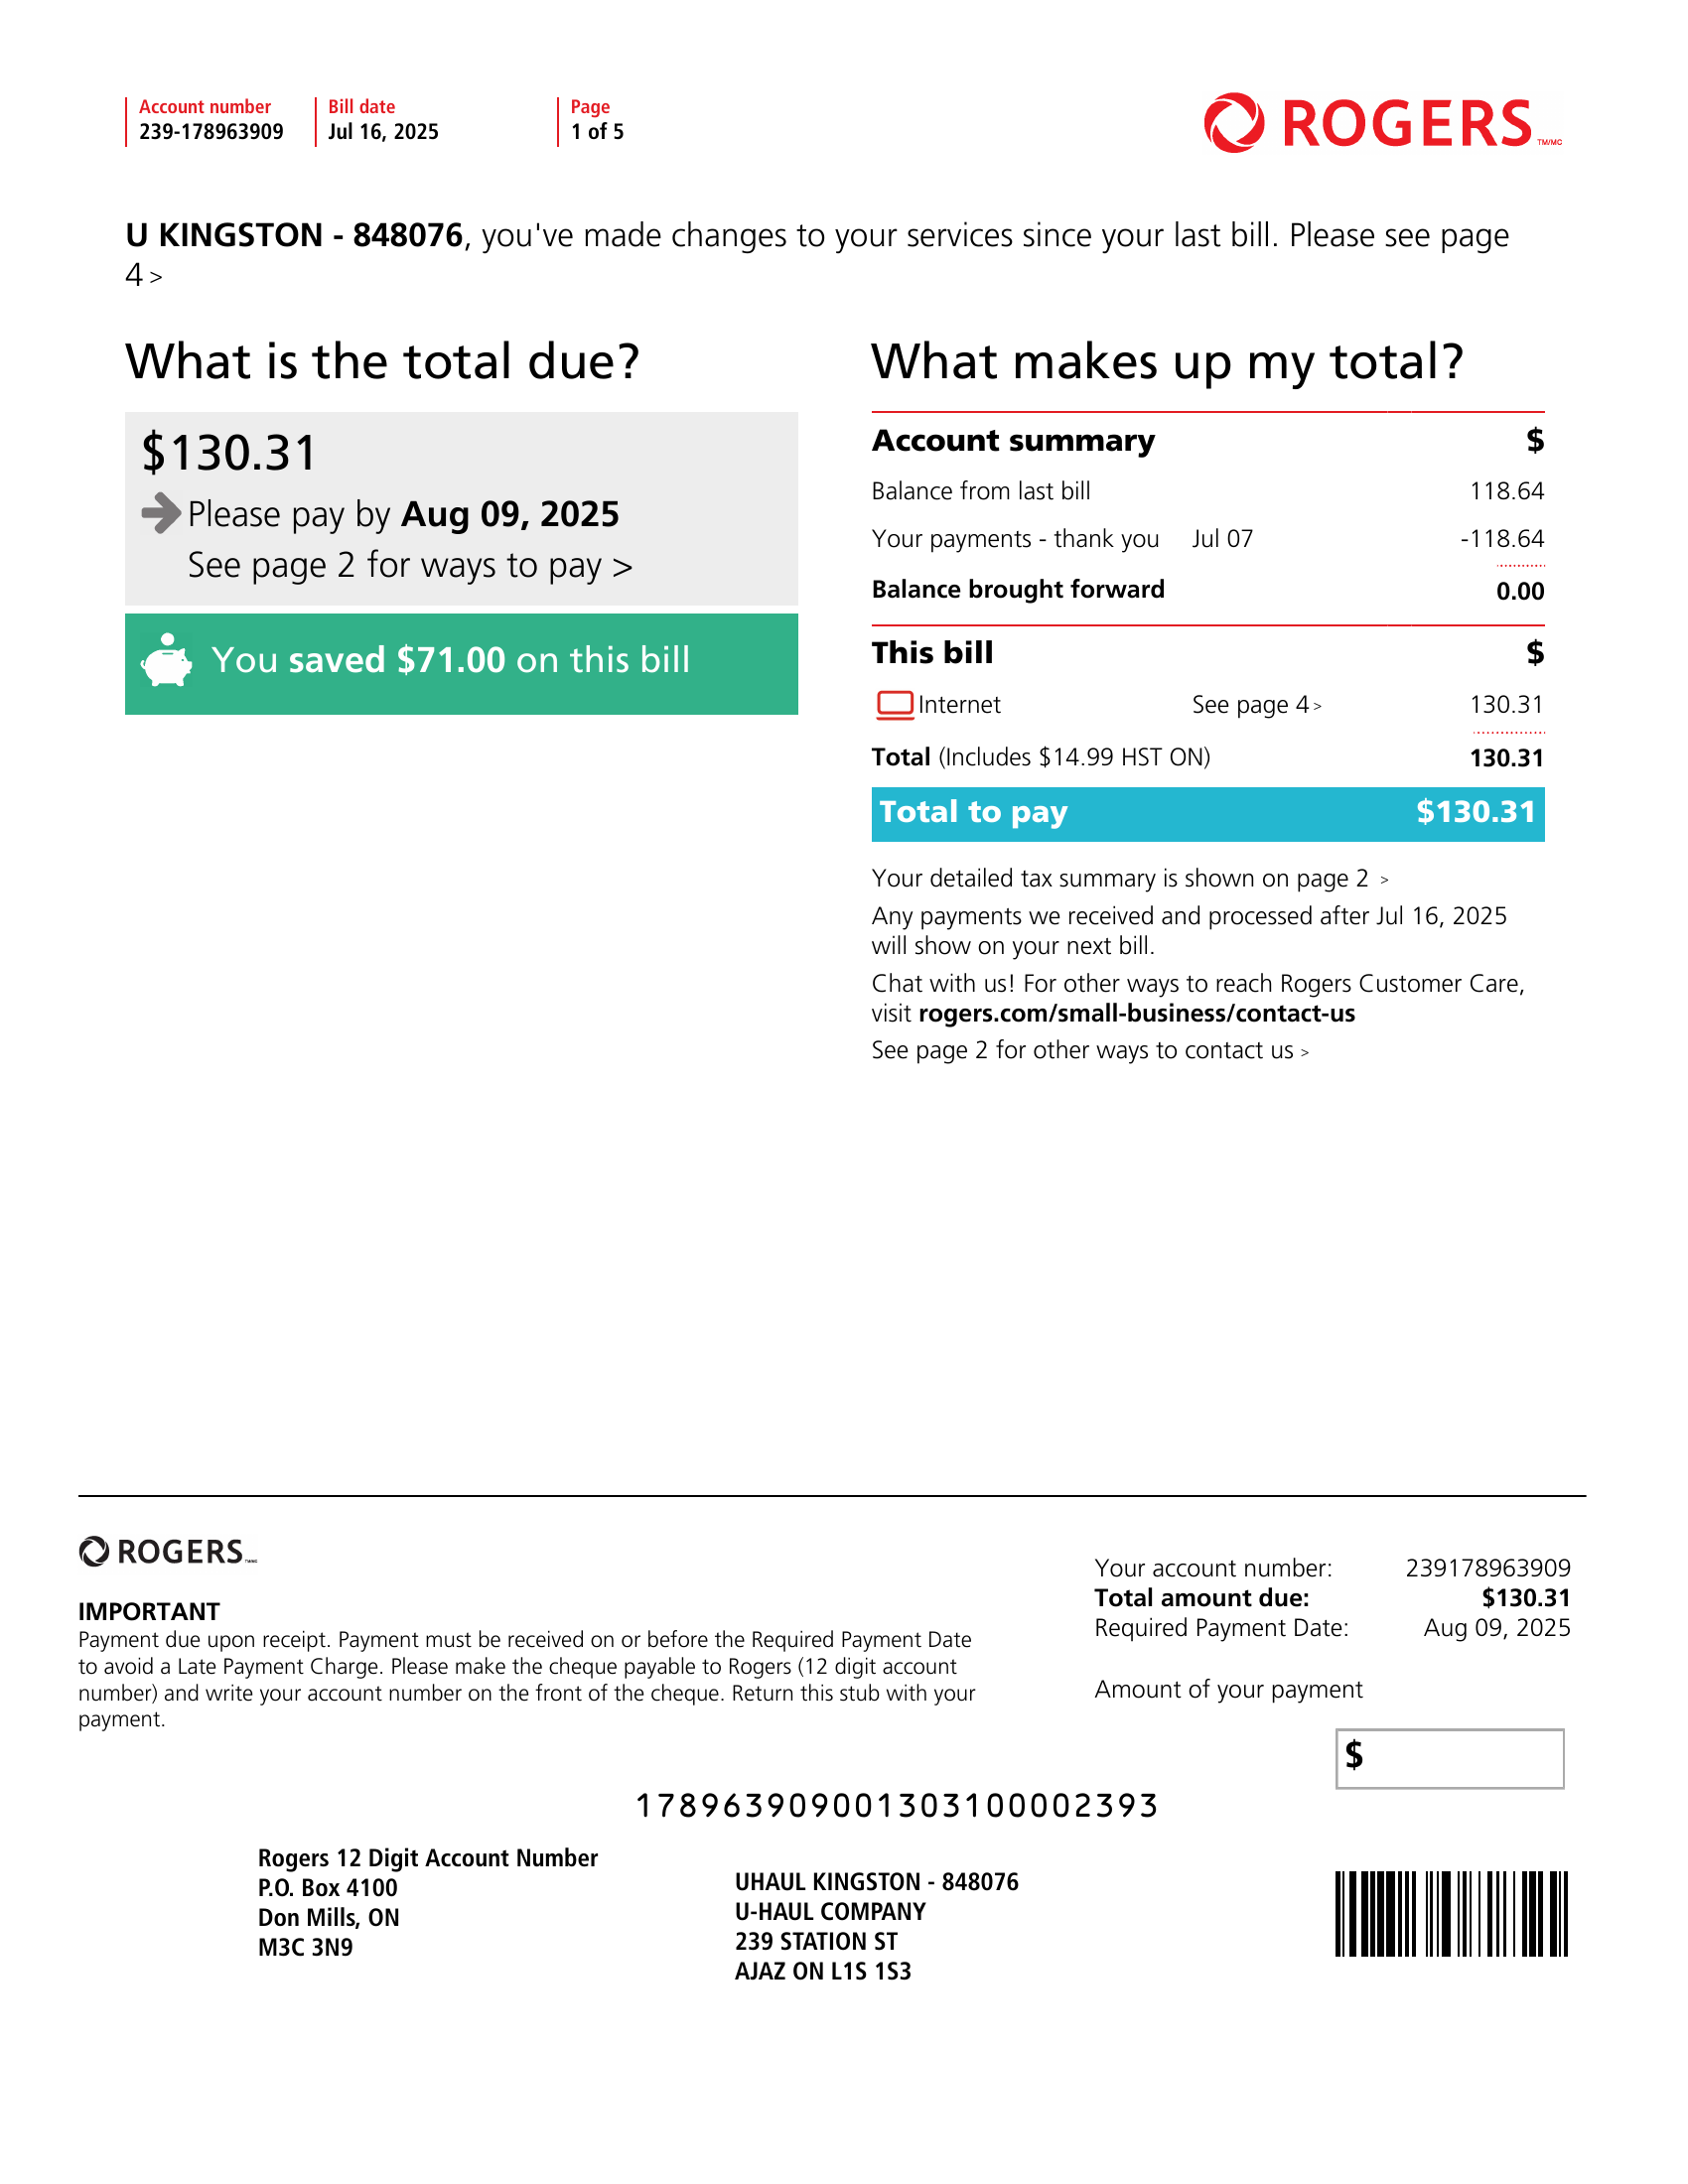 Account number
239-178963909
Bill date
Jul 16, 2025
Page
1 of 5
ROGERS TM/MC
U KINGSTON - 848076, you've made changes to your services since your last bill. Please see page
4 >
What is the total due?
$130.31
Please pay by Aug 09, 2025
See page 2 for ways to pay >
You saved $71.00 on this bill
What makes up my total?
Account summary $
Balance from last bill 118.64
Your payments - thank you Jul 07 -118.64
Balance brought forward 0.00
This bill $
Internet See page 4 > 130.31
Total (Includes $14.99 HST ON) 130.31
Total to pay $130.31
Your detailed tax summary is shown on page 2 >
Any payments we received and processed after Jul 16, 2025
will show on your next bill.
Chat with us! For other ways to reach Rogers Customer Care,
visit rogers.com/small-business/contact-us
See page 2 for other ways to contact us >
ROGERS
IMPORTANT
Payment due upon receipt. Payment must be received on or before the Required Payment Date
to avoid a Late Payment Charge. Please make the cheque payable to Rogers (12 digit account
number) and write your account number on the front of the cheque. Return this stub with your
payment.
Your account number: 239178963909
Total amount due: $130.31
Required Payment Date: Aug 09, 2025
Amount of your payment
$
178963909001303100002393
Rogers 12 Digit Account Number
P.O. Box 4100
Don Mills, ON
M3C 3N9
UHAUL KINGSTON - 848076
U-HAUL COMPANY
239 STATION ST
AJAZ ON L1S 1S3